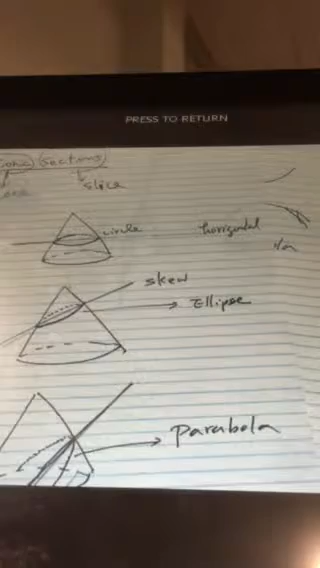 PRESS TO RETURN
(sections)
slice
circle
horizontal
skew
Ellipse
parabola